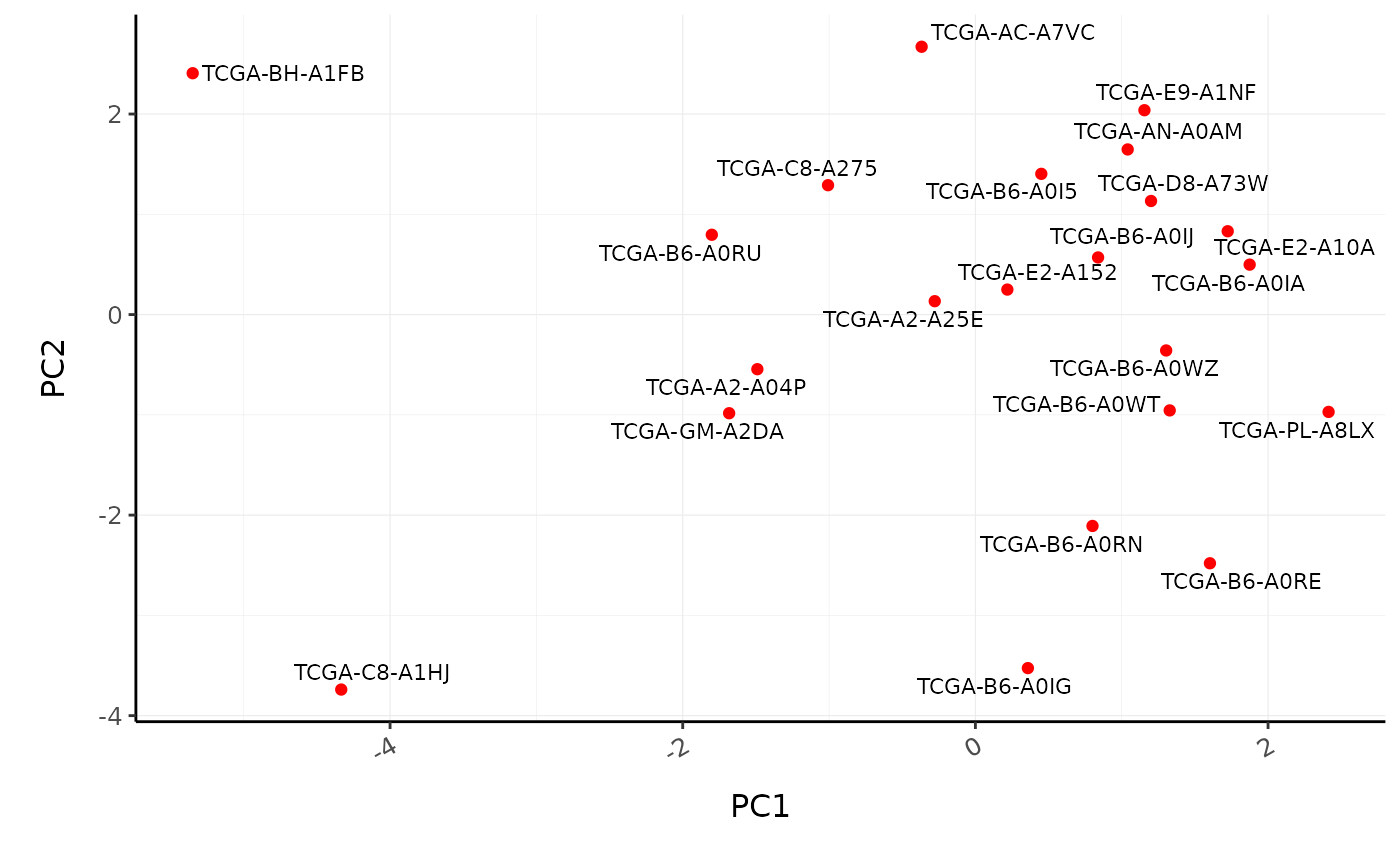 TCGA-AC-A7VC
TCGA-BH-A1FB
TCGA-E9-A1NF
2
TCGA-AN-A0AM
TCGA-C8-A275
TCGA-D8-A73W
TCGA-B6-A0I5
TCGA-B6-A0IJ
TCGA-E2-A10A
TCGA-B6-A0RU
TCGA-E2-A152
TCGA-B6-A0IA
0
TCGA-A2-A25E
PC2
TCGA-B6-A0WZ
TCGA-A2-A04P
TCGA-B6-A0WT
TCGA-GM-A2DA
TCGA-PL-A8LX
-2
TCGA-B6-A0RN
TCGA-B6-A0RE
TCGA-C8-A1HJ
TCGA-B6-A0IG
-4
-4
-2
0
2
PC1